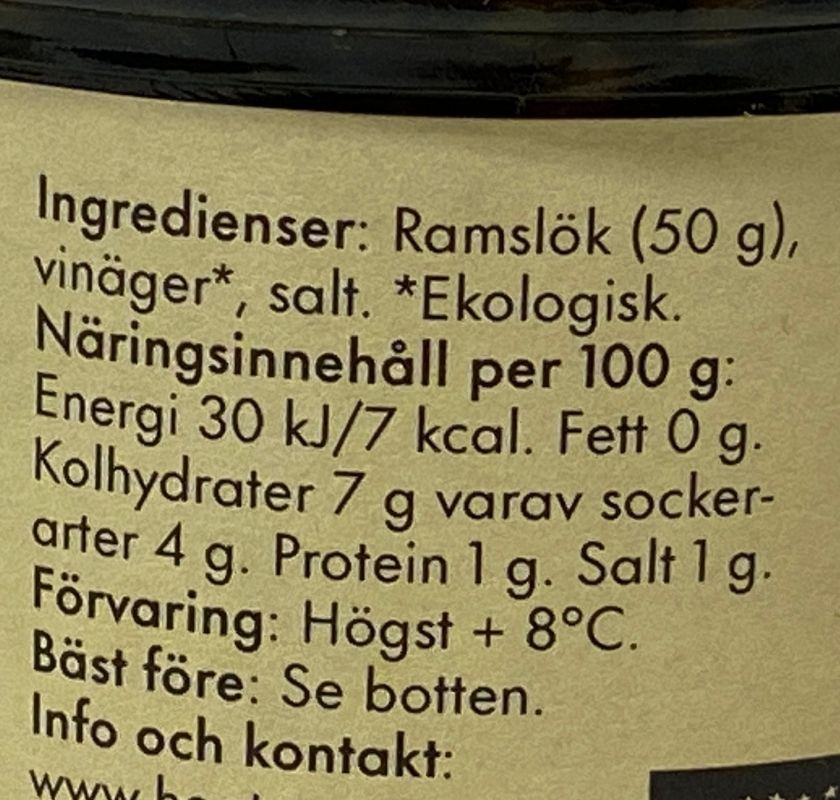 Ingredienser: Ramslök (50 g),
vinäger*, salt. *Ekologisk.
Näringsinnehåll per 100 g:
Energi 30 kJ/7 kcal. Fett 0 g.
Kolhydrater 7 g varav socker-
arter 4 g. Protein 1 g. Salt 1 g.
Förvaring: Högst + 8°C.
Bäst före: Se botten.
Info och kontakt: